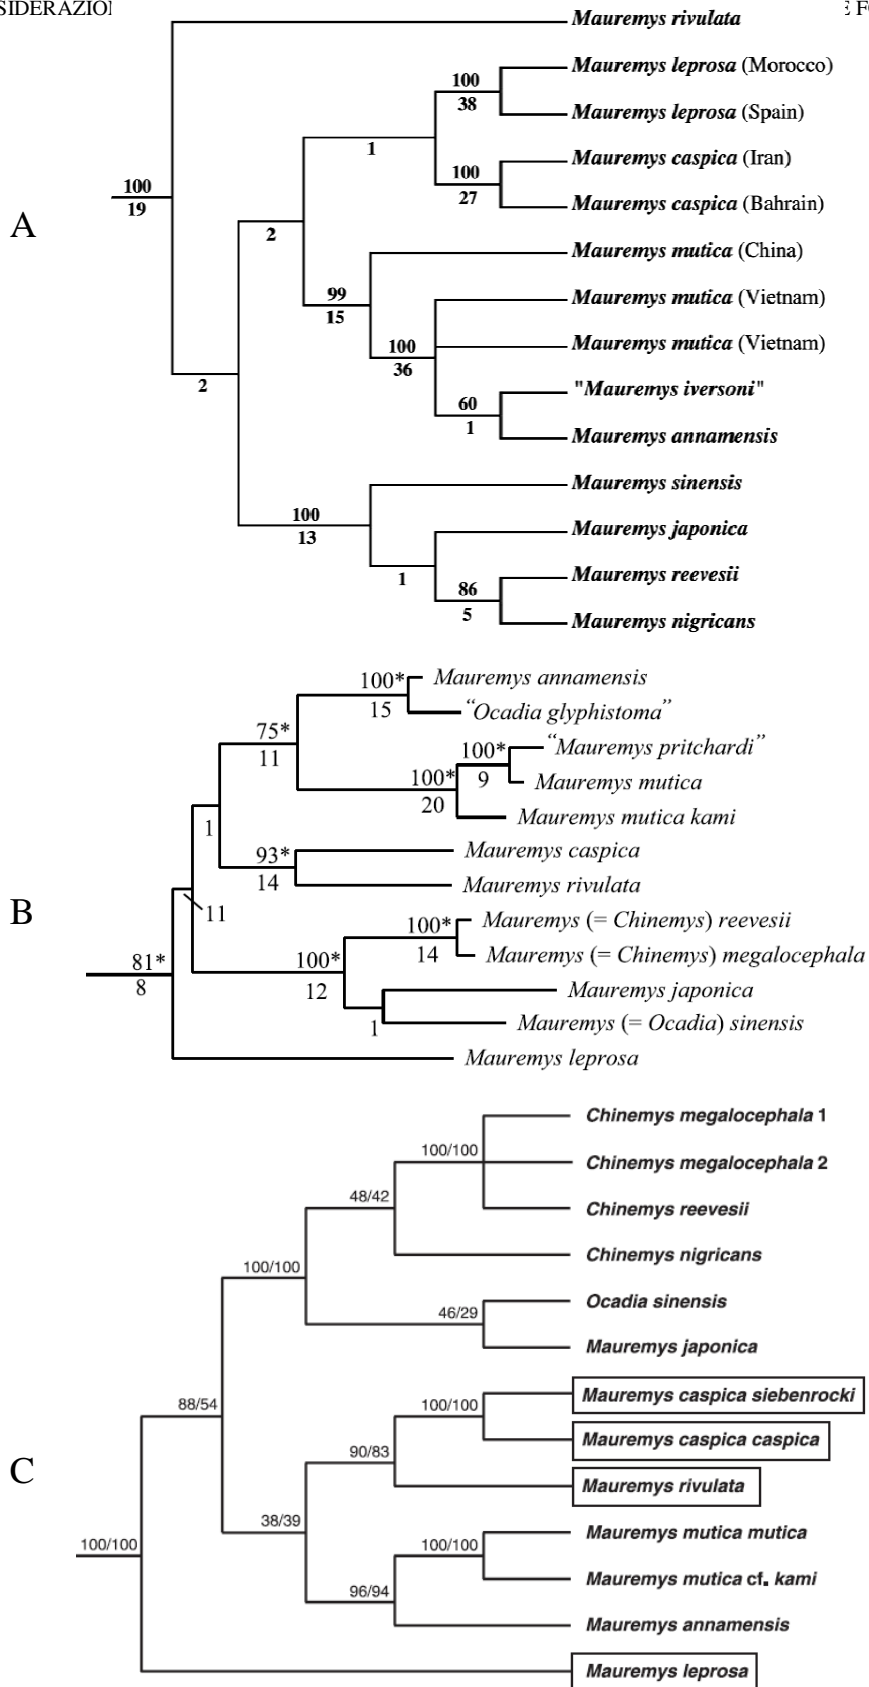 SIDERAZION
E FO
Mauremys rivulata
Mauremys leprosa (Morocco)
100
38
Mauremys leprosa (Spain)
1
Mauremys caspica (Iran)
100
27
100
19
Mauremys caspica (Bahrain)
A
2
Mauremys mutica (China)
99
15
Mauremys mutica (Vietnam)
100
36
Mauremys mutica (Vietnam)
2
"Mauremys iversoni"
60
1
Mauremys annamensis
Mauremys sinensis
100
13
Mauremys japonica
1
Mauremys reevesii
86
5
Mauremys nigricans
100*
15
Mauremys annamensis
“Ocadia glyphistoma”
75*
11
“Mauremys pritchardi”
100*
9
Mauremys mutica
100*
20
Mauremys mutica kami
1
Mauremys caspica
93*
14
Mauremys rivulata
B
11
Mauremys (= Chinemys) reevesii
100*
14
Mauremys (= Chinemys) megalocephala
81*
8
100*
12
Mauremys japonica
1
Mauremys (= Ocadia) sinensis
Mauremys leprosa
Chinemys megalocephala 1
100/100
Chinemys megalocephala 2
48/42
Chinemys reevesii
Chinemys nigricans
100/100
Ocadia sinensis
46/29
Mauremys japonica
88/54
Mauremys caspica siebenrocki
100/100
Mauremys caspica caspica
90/83
C
Mauremys rivulata
38/39
Mauremys mutica mutica
100/100
100/100
Mauremys mutica cf. kami
96/94
Mauremys annamensis
Mauremys leprosa